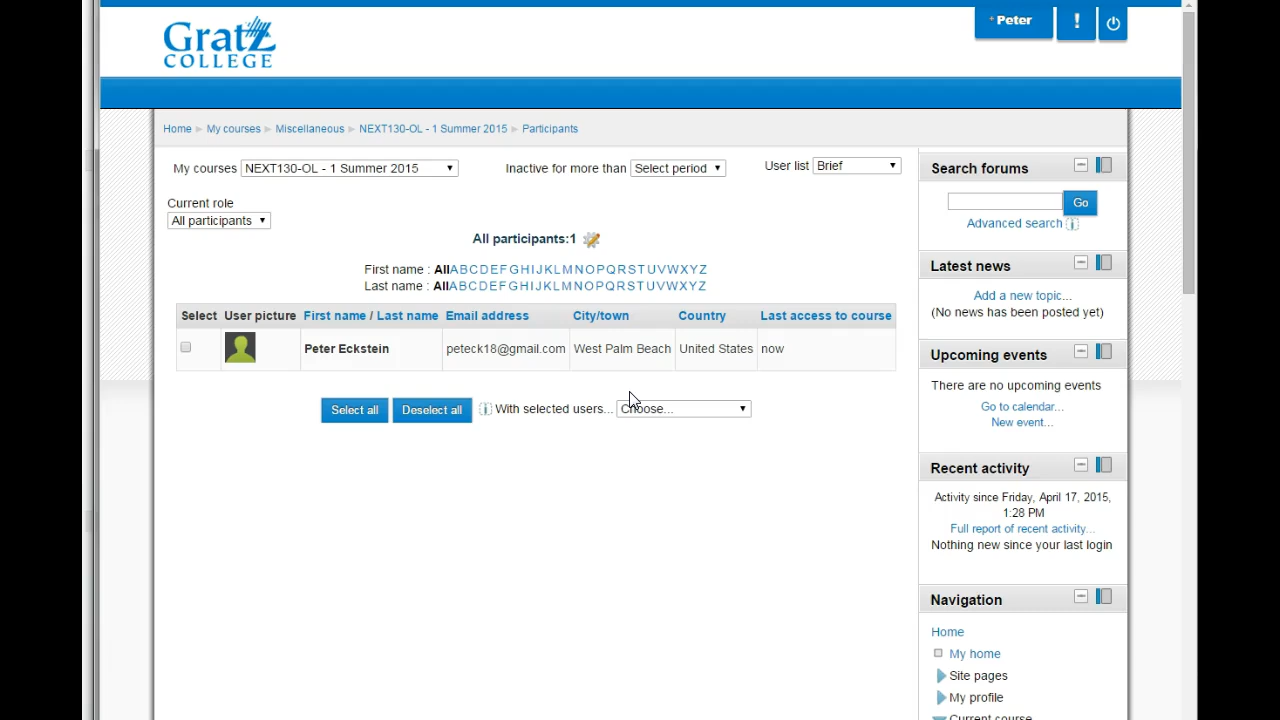 Gratz
COLLEGE
Peter
!
Home My courses Miscellaneous NEXT130-OL - 1 Summer 2015 Participants
My courses NEXT130-OL - 1 Summer 2015 Inactive for more than Select period User list Brief
Current role
All participants
All participants:1
First name : AllABCDEFGHIJKLMNOPQRSTUVWXYZ
Last name : AllABCDEFGHIJKLMNOPQRSTUVWXYZ
Select User picture First name / Last name Email address City/town Country Last access to course
Peter Eckstein peteck18@gmail.com West Palm Beach United States now
Select all Deselect all With selected users... Choose...
Search forums
Go
Advanced search
Latest news
Add a new topic...
(No news has been posted yet)
Upcoming events
There are no upcoming events
Go to calendar...
New event...
Recent activity
Activity since Friday, April 17, 2015,
1:28 PM
Full report of recent activity...
Nothing new since your last login
Navigation
Home
My home
Site pages
My profile
Current course